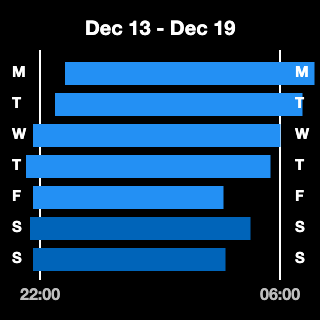 Dec 13 - Dec 19
M M
T T
W W
T T
F F
S S
S S
22:00 06:00